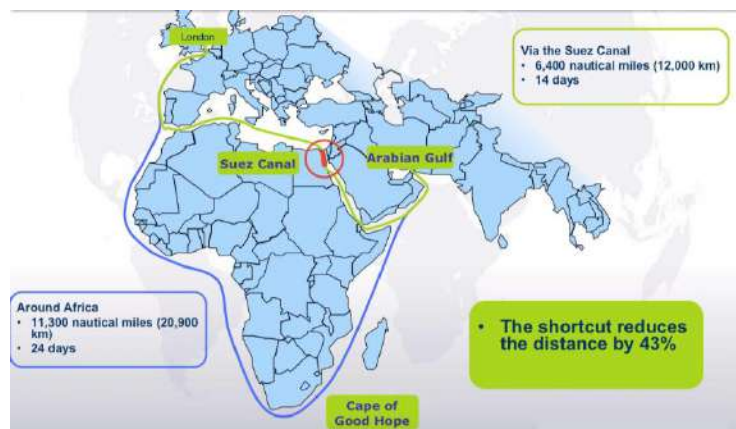 London
Via the Suez Canal
• 6,400 nautical miles (12,000 km)
• 14 days
Suez Canal
Arabian Gulf
Around Africa
• 11,300 nautical miles (20,900
km)
• 24 days
• The shortcut reduces
the distance by 43%
Cape of
Good Hope